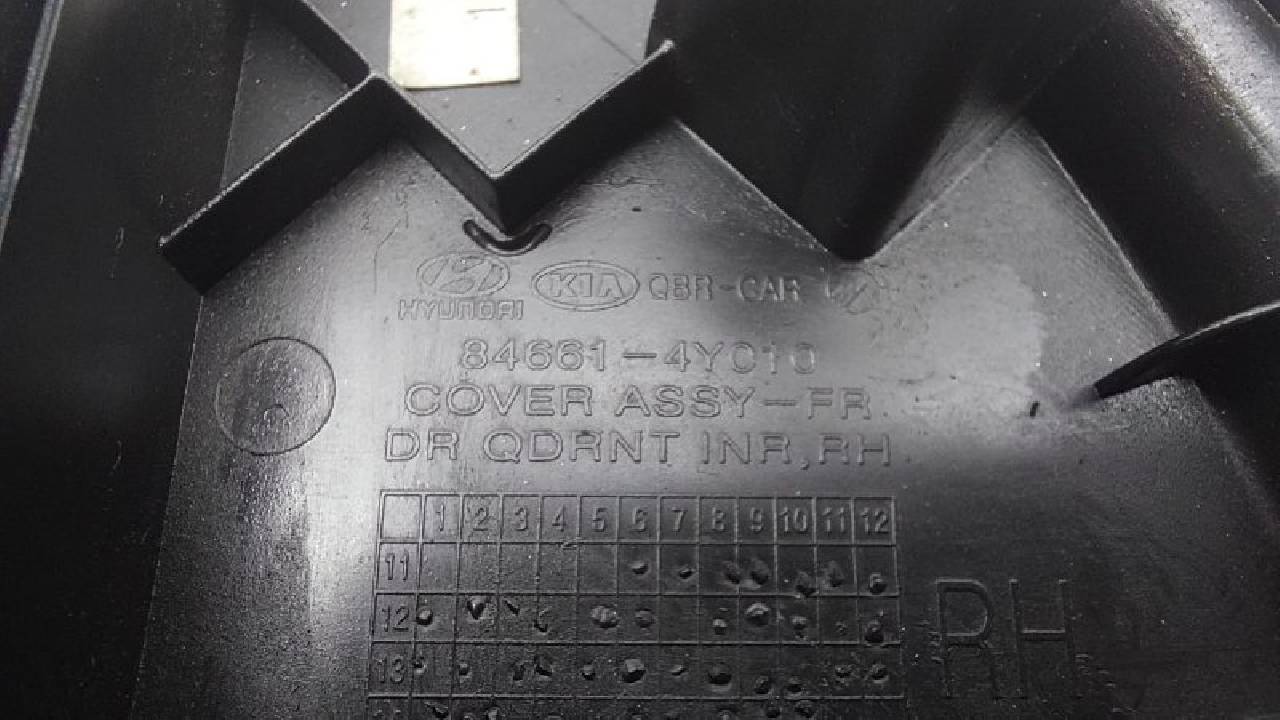 HYUNDAI KIA QBR-CAR
84661-4Y010
COVER ASSY-FR
DR QDRNT INR,RH
1 2 3 4 5 6 7 8 9 10 11 12
11
12
13
RH